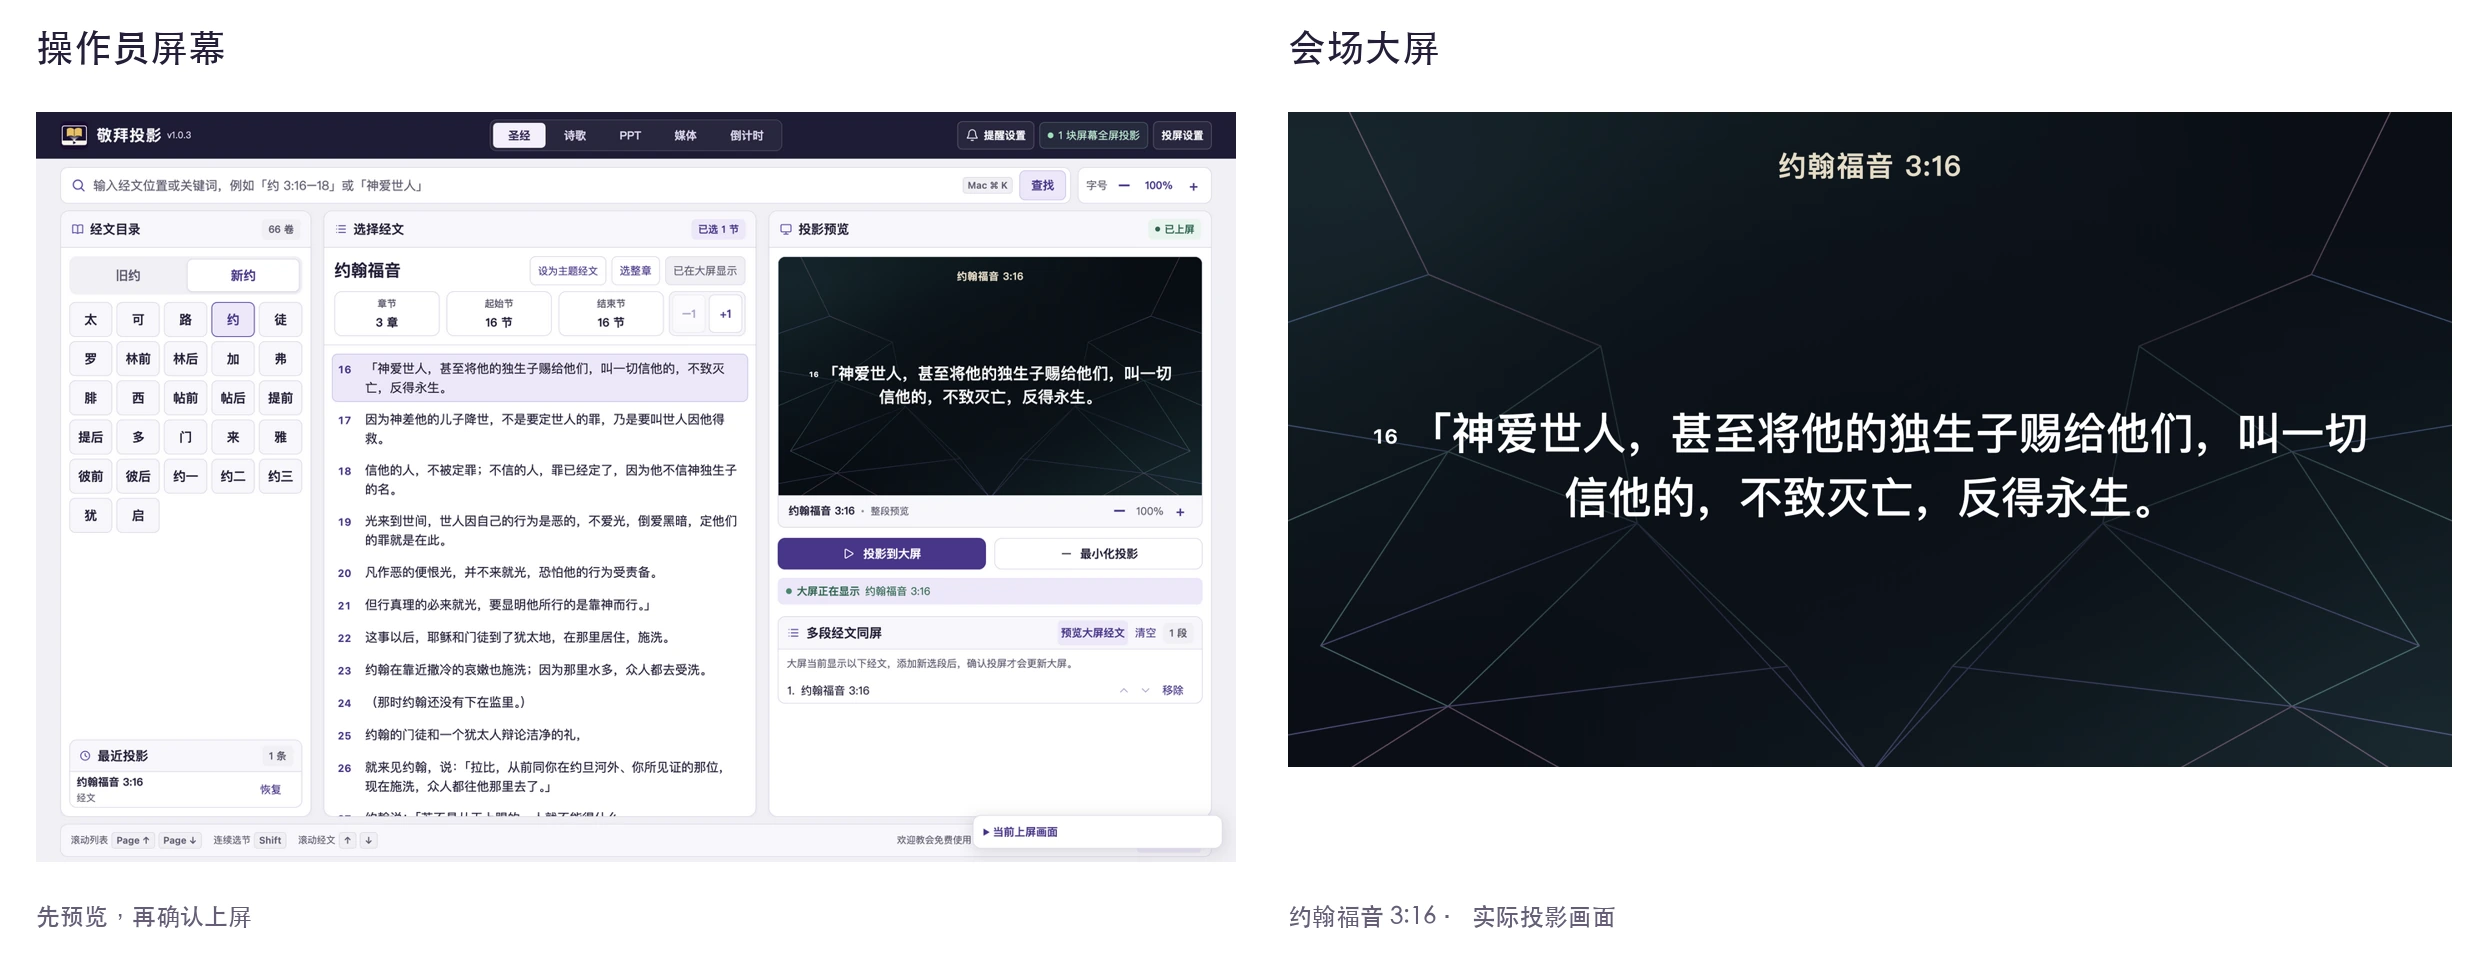 操作员屏幕
敬拜投影 v1.0.3
圣经 诗歌 PPT 媒体 倒计时
提醒设置 1 块屏幕全屏投影 投屏设置
输入经文位置或关键词，例如「约 3:16—18」或「神爱世人」 Mac ⌘ K 查找
字号 — 100% +
经文目录 66 卷
旧约 新约
太 可 路 约 徒
罗 林前 林后 加 弗
腓 西 帖前 帖后 提前
提后 多 门 来 雅
彼前 彼后 约一 约二 约三
犹 启
最近投影 1 条
约翰福音 3:16
经文
恢复
选择经文 已选 1 节
约翰福音 设为主题经文 选整章 已在大屏显示
章节 起始节 结束节
3 章 16 节 16 节 —1 +1
16 「神爱世人，甚至将他的独生子赐给他们，叫一切信他的，不致灭
亡，反得永生。
17 因为神差他的儿子降世，不是要定世人的罪，乃是要叫世人因他得
救。
18 信他的人，不被定罪；不信的人，罪已经定了，因为他不信神独生子
的名。
19 光来到世间，世人因自己的行为是恶的，不爱光，倒爱黑暗，定他们
的罪就是在此。
20 凡作恶的便恨光，并不来就光，恐怕他的行为受责备。
21 但行真理的必来就光，要显明他所行的是靠神而行。」
22 这事以后，耶稣和门徒到了犹太地，在那里居住，施洗。
23 约翰在靠近撒冷的哀嫩也施洗；因为那里水多，众人都去受洗。
24 （那时约翰还没有下在监里。）
25 约翰的门徒和一个犹太人辩论洁净的礼，
26 就来见约翰，说：「拉比，从前同你在约旦河外、你所见证的那位，
现在施洗，众人都往他那里去了。」
投影预览 已上屏
约翰福音 3:16
16 「神爱世人，甚至将他的独生子赐给他们，叫一切
信他的，不致灭亡，反得永生。
约翰福音 3:16 • 整段预览 — 100% +
投影到大屏 — 最小化投影
大屏正在显示 约翰福音 3:16
多段经文同屏 预览大屏经文 清空 1 段
大屏当前显示以下经文，添加新选段后，确认投屏才会更新大屏。
1. 约翰福音 3:16 移除
滚动列表 Page ↑ Page ↓ 连续选节 Shift 滚动经文 ↑ ↓
欢迎教会免费使用
▶ 当前上屏画面
先预览，再确认上屏
会场大屏
约翰福音 3:16
16 「神爱世人，甚至将他的独生子赐给他们，叫一切
信他的，不致灭亡，反得永生。
约翰福音 3:16 · 实际投影画面